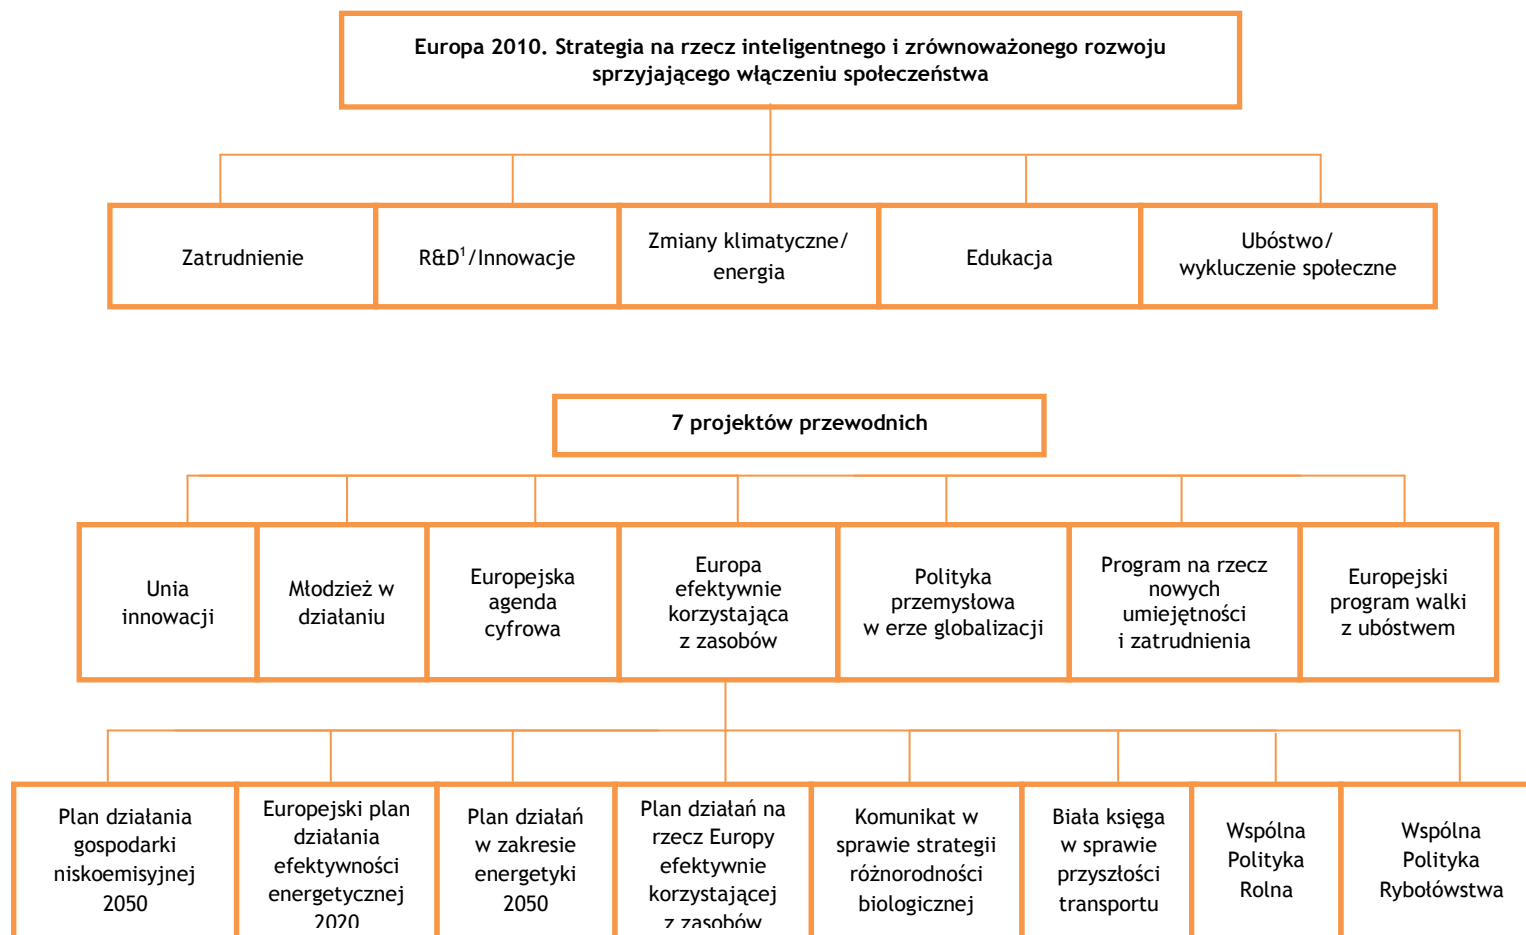 Europa 2010. Strategia na rzecz inteligentnego i zrównoważonego rozwoju
sprzyjającego włączeniu społeczeństwa
Zatrudnienie
R&D¹/Innowacje
Zmiany klimatyczne/
energia
Edukacja
Ubóstwo/
wykluczenie społeczne
7 projektów przewodnich
Unia
innowacji
Młodzież w
działaniu
Europejska
agenda
cyfrowa
Europa
efektywnie
korzystająca
z zasobów
Polityka
przemysłowa
w erze globalizacji
Program na rzecz
nowych
umiejętności
i zatrudnienia
Europejski
program walki
z ubóstwem
Plan działania
gospodarki
niskoemisyjnej
2050
Europejski plan
działania
efektywności
energetycznej
2020
Plan działań
w zakresie
energetyki
2050
Plan działań na
rzecz Europy
efektywnie
korzystającej
z zasobów
Komunikat w
sprawie strategii
różnorodności
biologicznej
Biała księga
w sprawie
przyszłości
transportu
Wspólna
Polityka
Rolna
Wspólna
Polityka
Rybołówstwa